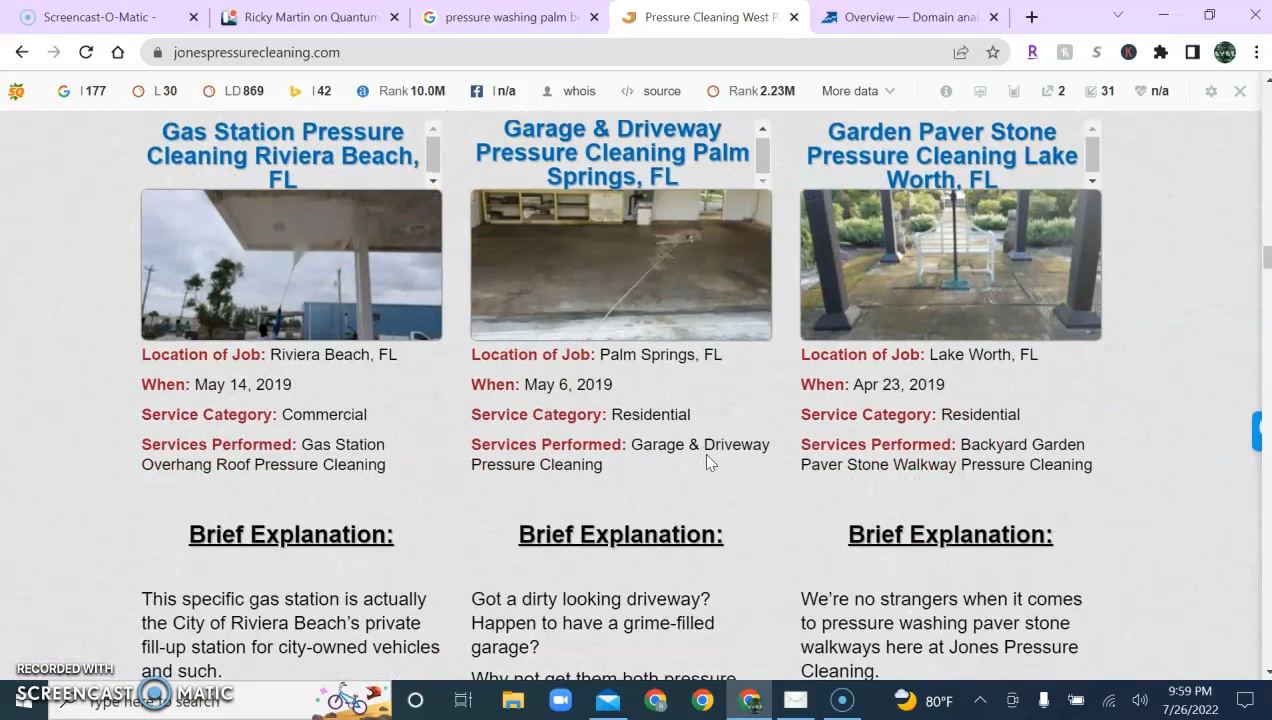 Screencast-O-Matic -
Ricky Martin on Quantum
pressure washing palm b
Pressure Cleaning West P
Overview — Domain anal
jonespressurecleaning.com
SQ
I 177
L 30
LD 869
I 42
Rank 10.0M
I n/a
whois
source
Rank 2.23M
More data
2
31
n/a
Gas Station Pressure
Cleaning Riviera Beach,
FL
Location of Job: Riviera Beach, FL
When: May 14, 2019
Service Category: Commercial
Services Performed: Gas Station
Overhang Roof Pressure Cleaning
Brief Explanation:
This specific gas station is actually
the City of Riviera Beach’s private
fill-up station for city-owned vehicles
and such.
Garage & Driveway
Pressure Cleaning Palm
Springs, FL
Location of Job: Palm Springs, FL
When: May 6, 2019
Service Category: Residential
Services Performed: Garage & Driveway
Pressure Cleaning
Brief Explanation:
Got a dirty looking driveway?
Happen to have a grime-filled
garage?
Why not get them both pressure
Garden Paver Stone
Pressure Cleaning Lake
Worth, FL
Location of Job: Lake Worth, FL
When: Apr 23, 2019
Service Category: Residential
Services Performed: Backyard Garden
Paver Stone Walkway Pressure Cleaning
Brief Explanation:
We’re no strangers when it comes
to pressure washing paver stone
walkways here at Jones Pressure
Cleaning.
RECORDED WITH
SCREENCAST O MATIC
Type here to search
80°F
9:59 PM
7/26/2022